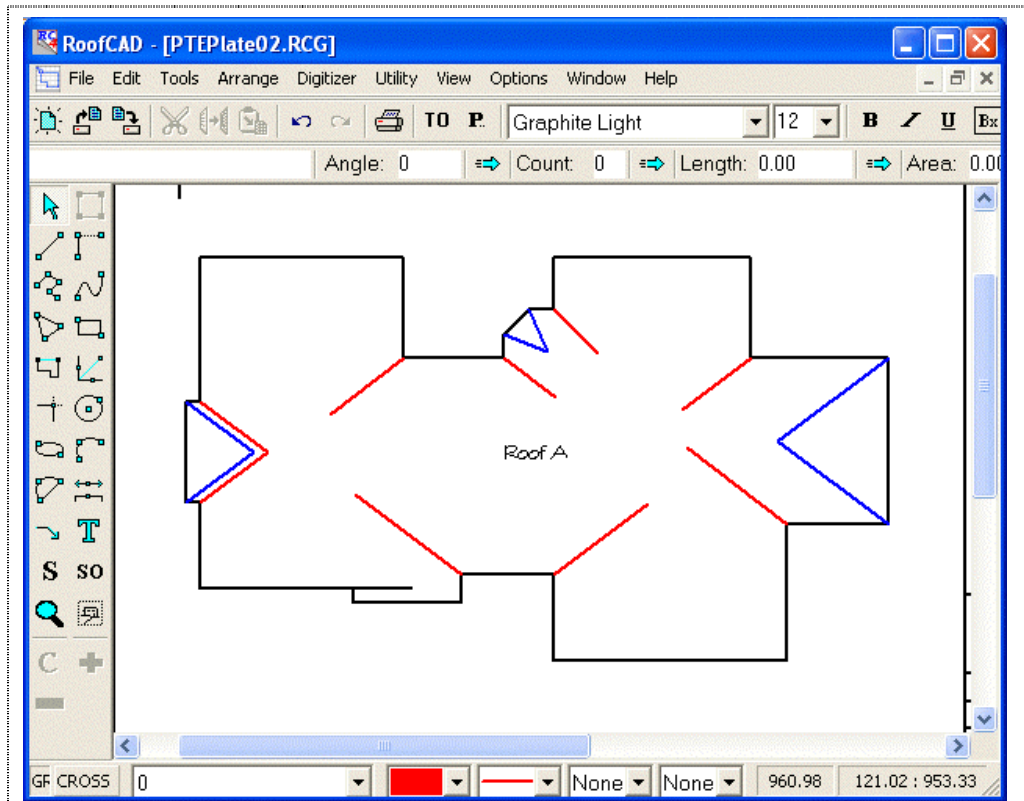 RoofCAD - [PTEPlate02.RCG]
File Edit Tools Arrange Digitizer Utility View Options Window Help
TO P. Graphite Light 12 B I U Bx
Angle: 0 Count: 0 Length: 0.00 Area: 0.00
Roof A
T
S SO
C
CROSS 0 None None 960.98 121.02 : 953.33